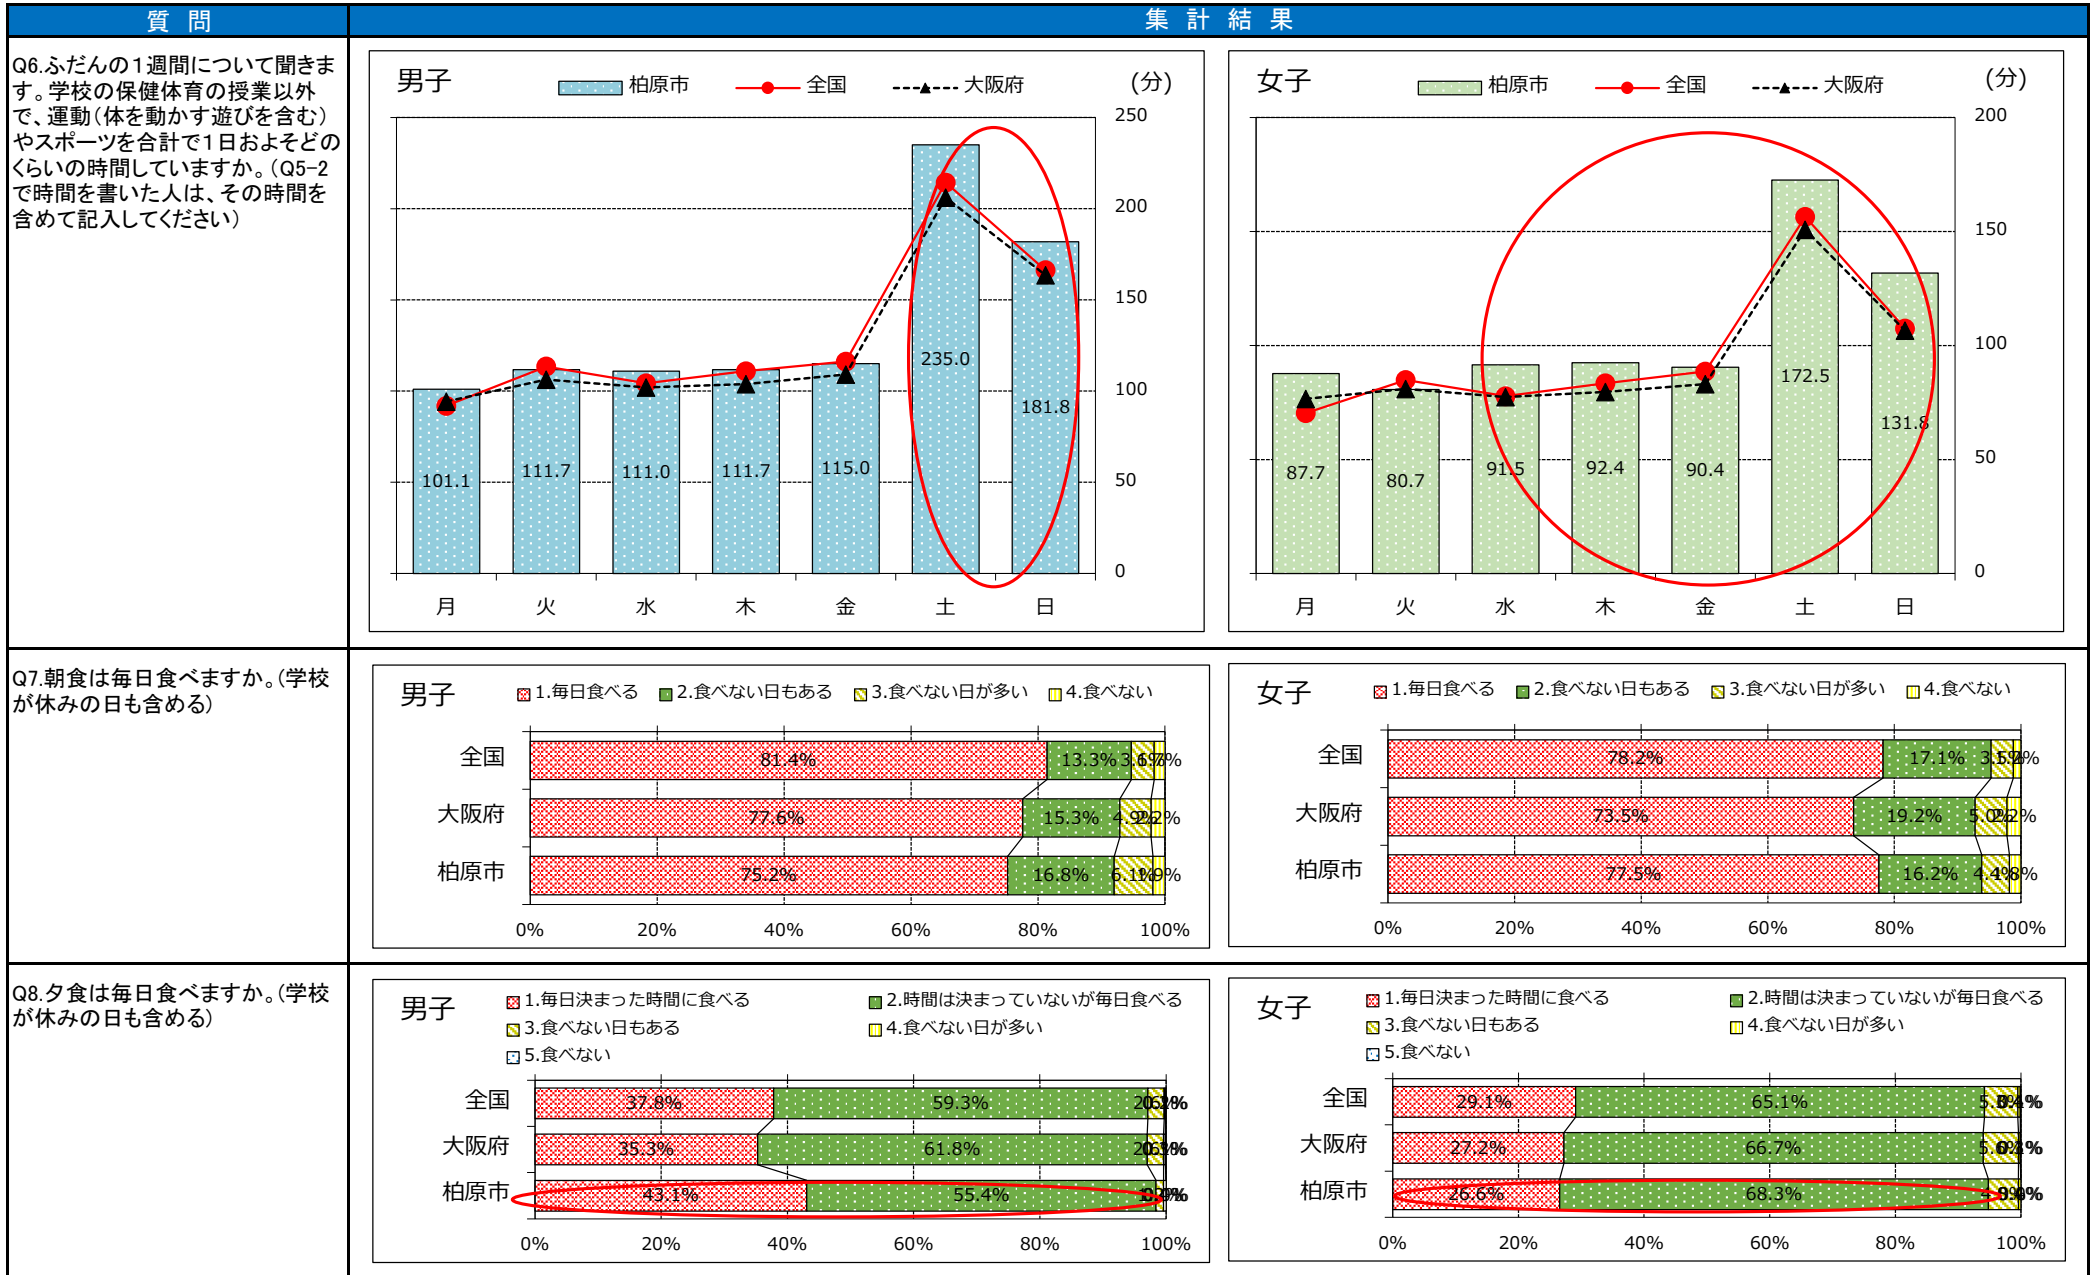 質 問
集 計 結 果
Q6.ふだんの１週間について聞きま
す。学校の保健体育の授業以外
で、運動(体を動かす遊びを含む)
やスポーツを合計で１日およそどの
くらいの時間していますか。(Q5-2
で時間を書いた人は、その時間を
含めて記入してください)
男子
柏原市
全国
大阪府
(分)
250
200
150
100
50
0
101.1
111.7
111.0
111.7
115.0
235.0
181.8
月 火 水 木 金 土 日
女子
柏原市
全国
大阪府
(分)
200
150
100
50
0
87.7
80.7
91.5
92.4
90.4
172.5
131.8
月 火 水 木 金 土 日
Q7.朝食は毎日食べますか。(学校
が休みの日も含める)
男子
1.毎日食べる 2.食べない日もある 3.食べない日が多い 4.食べない
全国 81.4% 13.3% 3.6% 1.7%
大阪府 77.6% 15.3% 4.9% 2.2%
柏原市 75.2% 16.8% 6.1% 1.9%
0% 20% 40% 60% 80% 100%
女子
1.毎日食べる 2.食べない日もある 3.食べない日が多い 4.食べない
全国 78.2% 17.1%
大阪府 73.5% 19.2% 5.0% 2.2%
柏原市 77.5% 16.2% 4.4% 1.8%
0% 20% 40% 60% 80% 100%
Q8.夕食は毎日食べますか。(学校
が休みの日も含める)
男子
1.毎日決まった時間に食べる 2.時間は決まっていないが毎日食べる
3.食べない日もある 4.食べない日が多い
5.食べない
全国 37.8% 59.3%
大阪府 35.3% 61.8%
柏原市 43.1% 55.4%
0% 20% 40% 60% 80% 100%
女子
1.毎日決まった時間に食べる 2.時間は決まっていないが毎日食べる
3.食べない日もある 4.食べない日が多い
5.食べない
全国 29.1% 65.1%
大阪府 27.2% 66.7%
柏原市 26.6% 68.3%
0% 20% 40% 60% 80% 100%